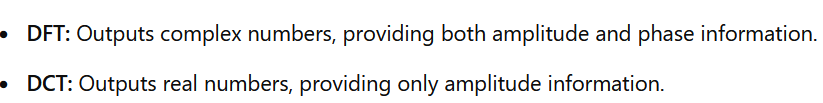 • DFT: Outputs complex numbers, providing both amplitude and phase information.
• DCT: Outputs real numbers, providing only amplitude information.